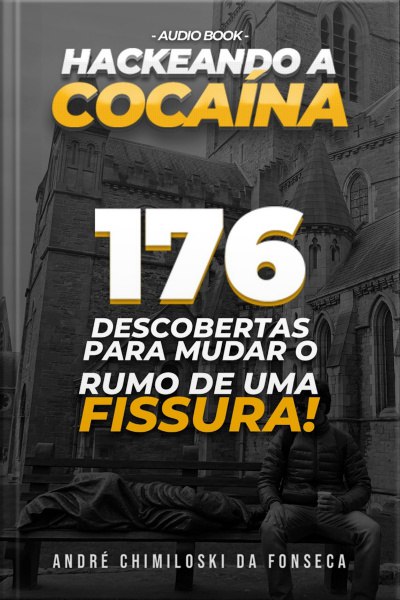 - AUDIO BOOK -
HACKEANDO A
COCAÍNA
176
DESCOBERTAS
PARA MUDAR O
RUMO DE UMA
FISSURA!
ANDRÉ CHIMILOSKI DA FONSECA